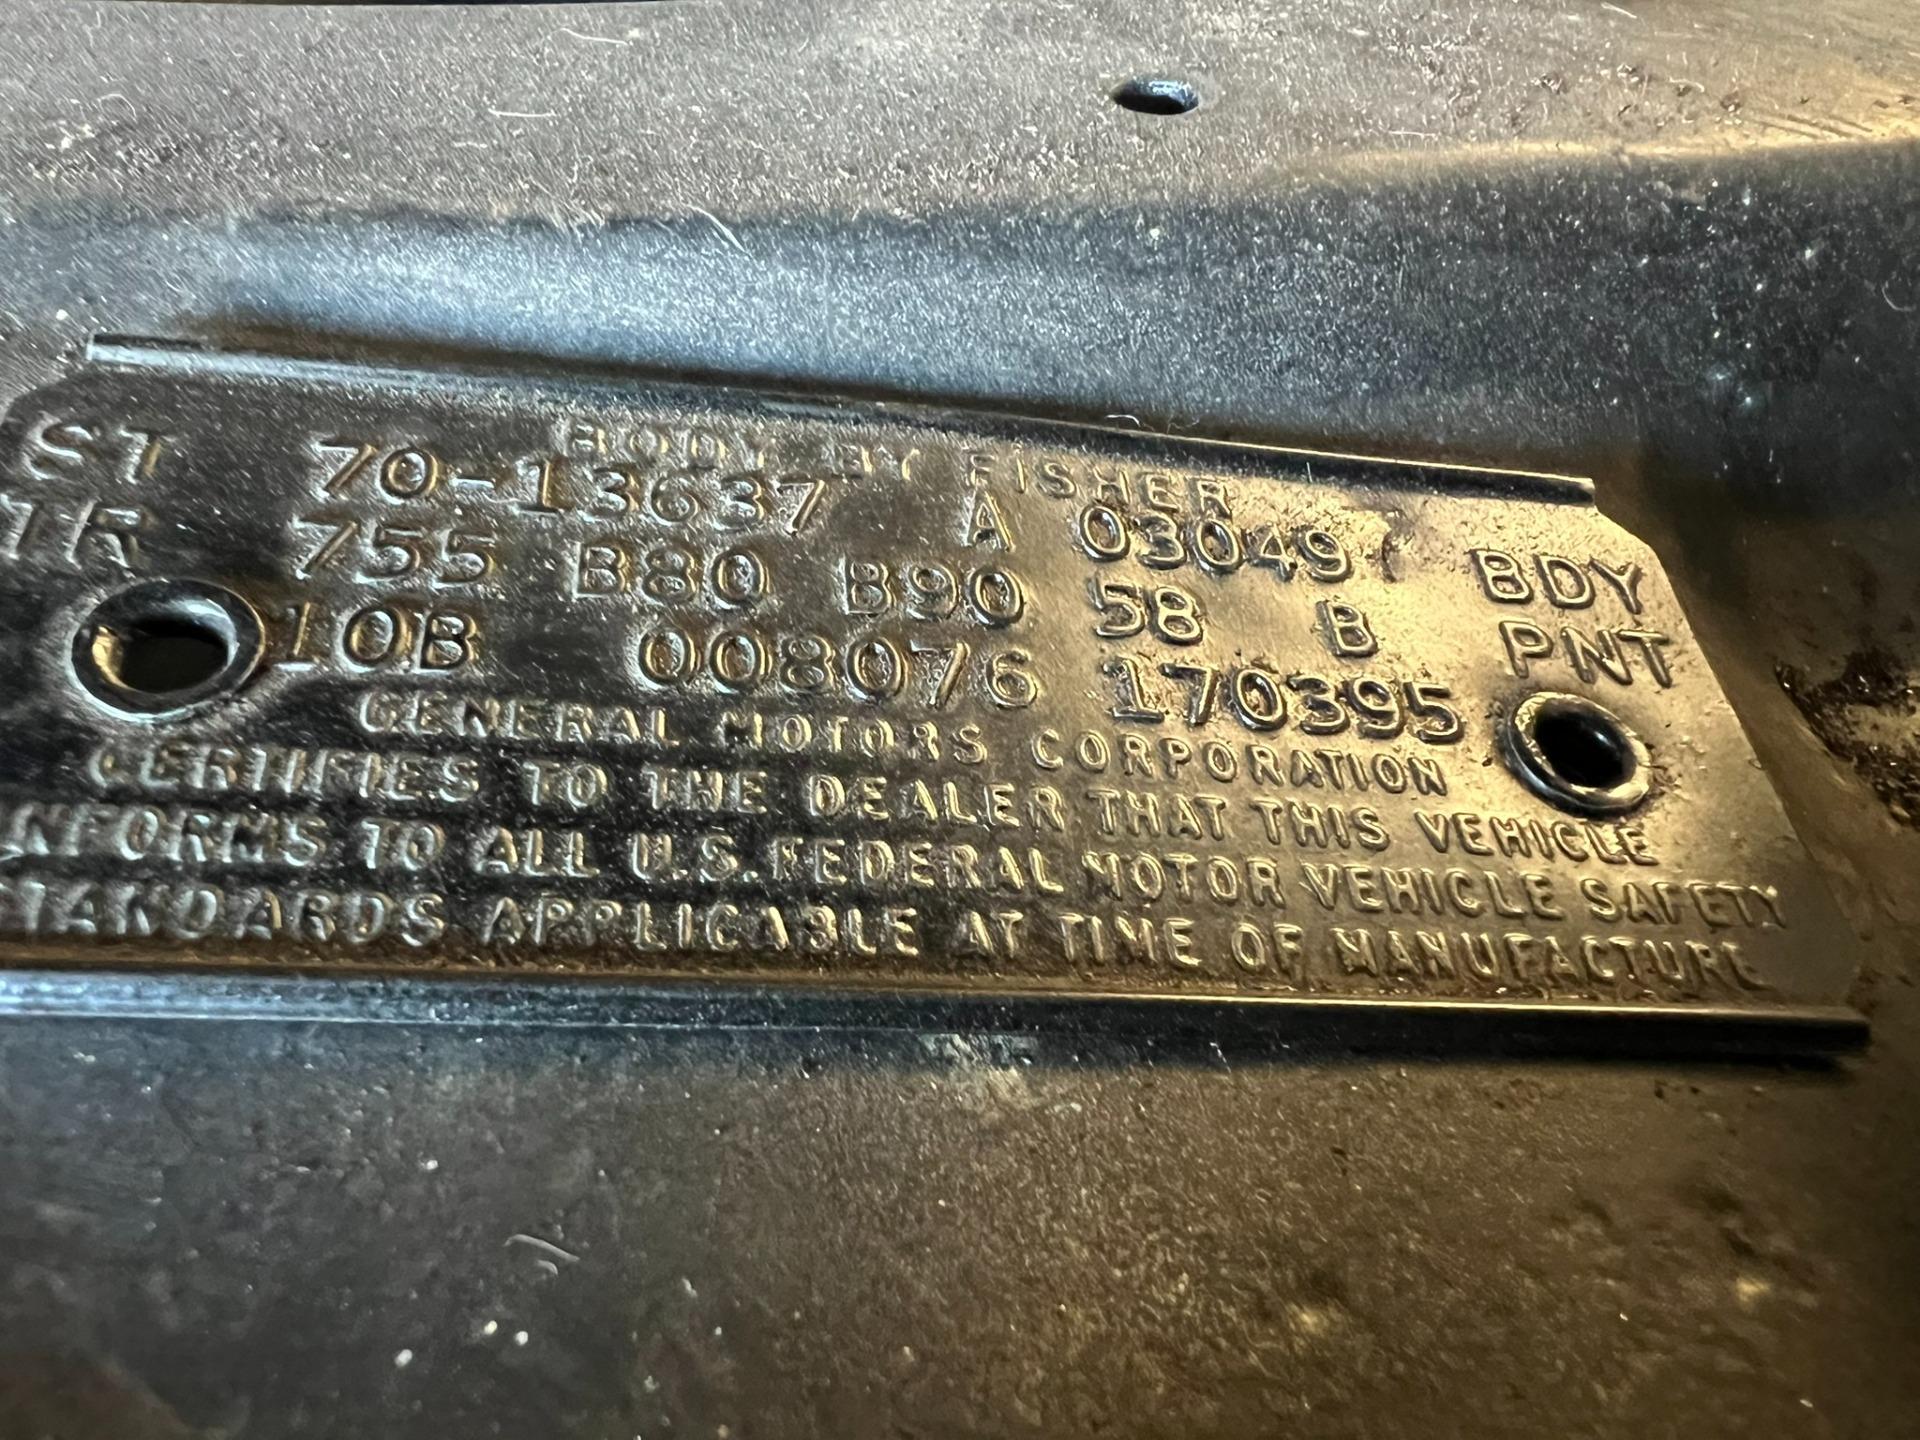 BODY BY FISHER
ST 70-13637 A 03049 BDY
TR 755 B80 B90 58 B PNT
10B 008076 170395
GENERAL MOTORS CORPORATION
CERTIFIES TO THE DEALER THAT THIS VEHICLE
NFORMS TO ALL U.S. FEDERAL MOTOR VEHICLE SAFETY
STANDARDS APPLICABLE AT TIME OF MANUFACTURE